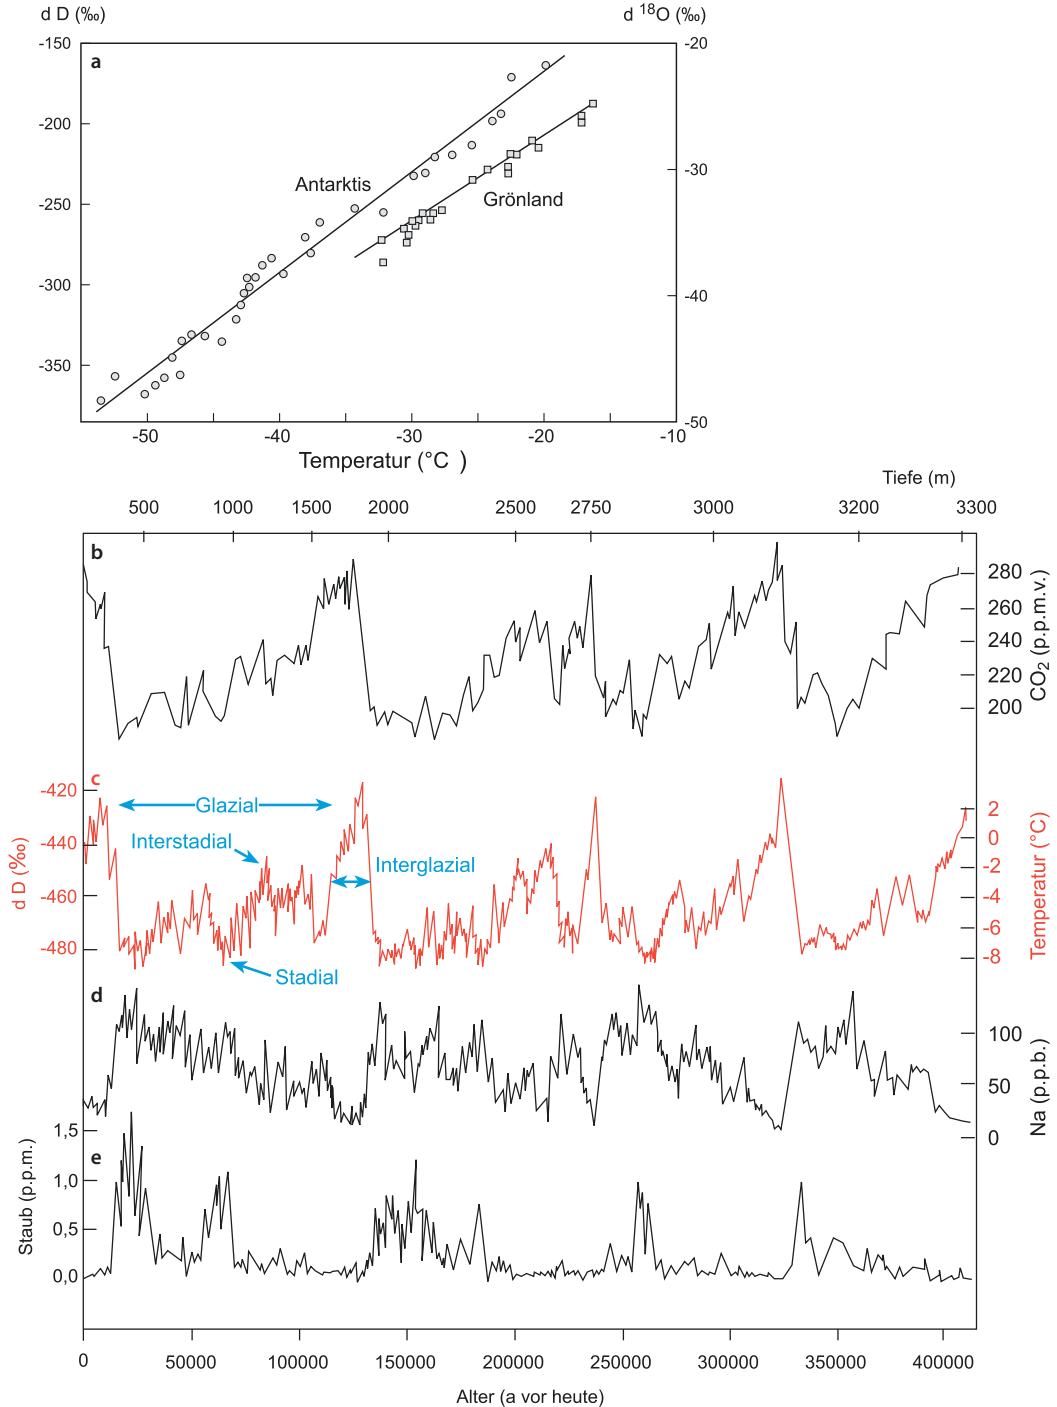 d D (‰)
d ¹⁸O (‰)
a
-150
-200
-250
-300
-350
-20
-30
-40
-50
Antarktis
Grönland
-50
-40
-30
-20
-10
Temperatur (°C )
Tiefe (m)
500
1000
1500
2000
2500
2750
3000
3200
3300
b
280
260
240
220
200
CO₂ (p.p.m.v.)
c
-420
-440
-460
-480
d D (‰)
Glazial
Interstadial
Interglazial
Stadial
2
0
-2
-4
-6
-8
Temperatur (°C)
d
100
50
0
Na (p.p.b.)
e
1,5
1,0
0,5
0,0
Staub (p.p.m.)
0
50000
100000
150000
200000
250000
300000
350000
400000
Alter (a vor heute)